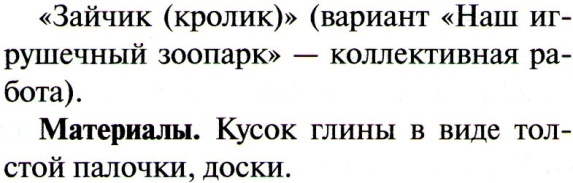 «Зайчик (кролик)» (вариант «Наш иг-
рушечный зоопарк» — коллективная ра-
бота).
Материалы. Кусок глины в виде тол-
стой палочки, доски.